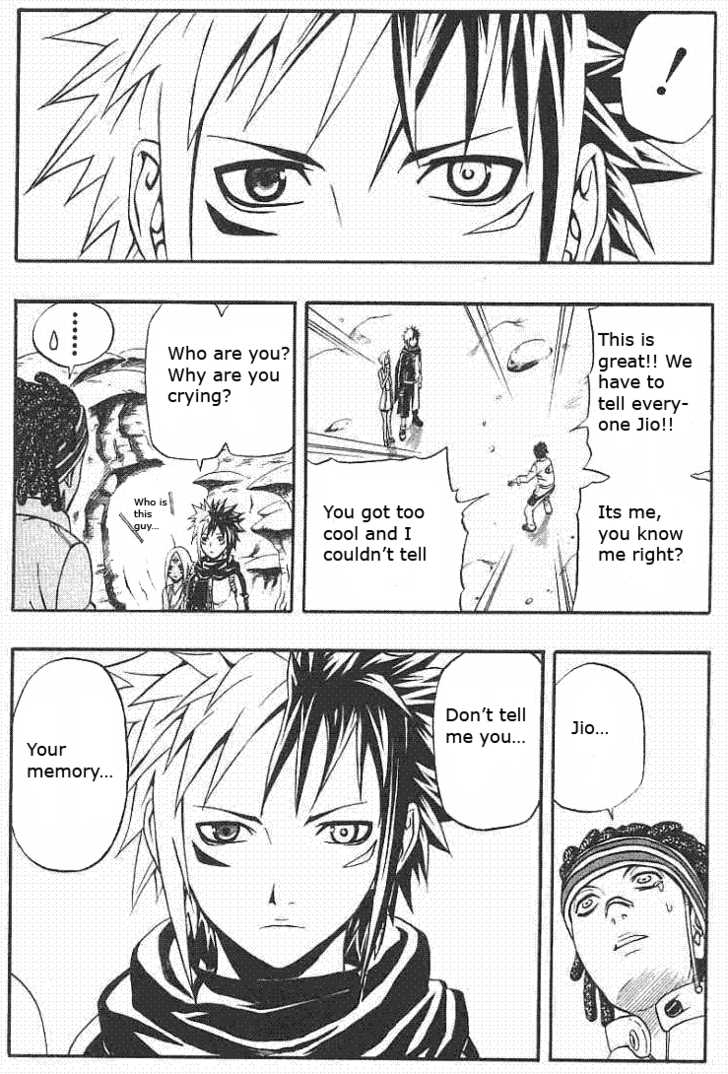 !
This is
great!! We
have to
tell every-
one Jio!!
Its me,
you know
me right?
You got too
cool and I
couldn't tell
Who are you?
Why are you
crying?
Who is
this
guy...
Jio...
Don't tell
me you...
Your
memory...